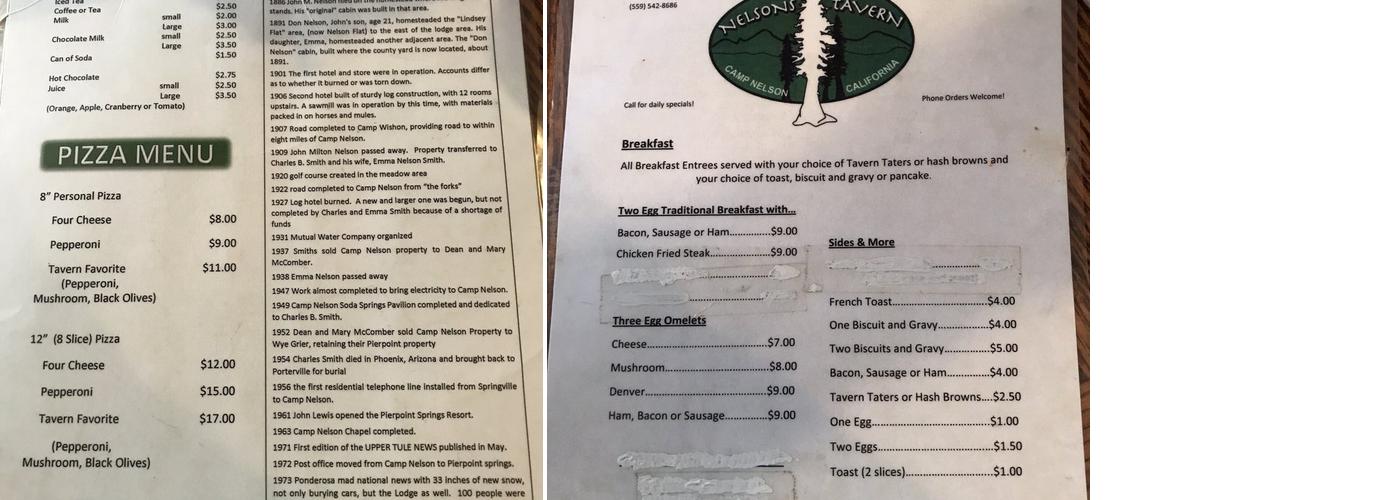 Iced Tea $2.50
Coffee or Tea
Milk small $2.00
Large $3.00
Chocolate Milk small $2.50
Large $3.50
Can of Soda $1.50
Hot Chocolate $2.75
Juice small $2.50
Large $3.50
(Orange, Apple, Cranberry or Tomato)
PIZZA MENU
8" Personal Pizza
Four Cheese $8.00
Pepperoni $9.00
Tavern Favorite $11.00
(Pepperoni,
Mushroom, Black Olives)
12" (8 Slice) Pizza
Four Cheese $12.00
Pepperoni $15.00
Tavern Favorite $17.00
(Pepperoni,
Mushroom, Black Olives)
stands. His "original" cabin was built in that area.
1891 Don Nelson, John's son, age 21, homesteaded the "Lindsey
Flat" area, (now Nelson Flat) to the east of the lodge area. His
daughter, Emma, homesteaded another adjacent area. The "Don
Nelson" cabin, built where the county yard is now located, about
1891.
1901 The first hotel and store were in operation. Accounts differ
as to whether it burned or was torn down.
1906 Second hotel built of sturdy log construction, with 12 rooms
upstairs. A sawmill was in operation by this time, with materials
packed in on horses and mules.
1907 Road completed to Camp Wishon, providing road to within
eight miles of Camp Nelson.
1909 John Milton Nelson passed away. Property transferred to
Charles B. Smith and his wife, Emma Nelson Smith.
1920 golf course created in the meadow area
1922 road completed to Camp Nelson from "the forks"
1927 Log hotel burned. A new and larger one was begun, but not
completed by Charles and Emma Smith because of a shortage of
funds
1931 Mutual Water Company organized
1937 Smiths sold Camp Nelson property to Dean and Mary
McComber.
1938 Emma Nelson passed away
1947 Work almost completed to bring electricity to Camp Nelson.
1949 Camp Nelson Soda Springs Pavilion completed and dedicated
to Charles B. Smith.
1952 Dean and Mary McComber sold Camp Nelson Property to
Wye Grier, retaining their Pierpoint property
1954 Charles Smith died in Phoenix, Arizona and brought back to
Porterville for burial
1956 the first residential telephone line installed from Springville
to Camp Nelson.
1961 John Lewis opened the Pierpoint Springs Resort.
1963 Camp Nelson Chapel completed.
1971 First edition of the UPPER TULE NEWS published in May.
1972 Post office moved from Camp Nelson to Pierpoint springs.
1973 Ponderosa mad national news with 33 inches of new snow,
not only burying cars, but the Lodge as well. 100 people were
(559) 542-8686
NELSONS TAVERN
CAMP NELSON CALIFORNIA
Call for daily specials!
Phone Orders Welcome!
Breakfast
All Breakfast Entrees served with your choice of Tavern Taters or hash browns and
your choice of toast, biscuit and gravy or pancake.
Two Egg Traditional Breakfast with...
Bacon, Sausage or Ham..............$9.00
Chicken Fried Steak......................$9.00
Three Egg Omelets
Cheese.....................................$7.00
Mushroom................................$8.00
Denver.....................................$9.00
Ham, Bacon or Sausage............$9.00
Sides & More
French Toast.............................$4.00
One Biscuit and Gravy...............$4.00
Two Biscuits and Gravy.............$5.00
Bacon, Sausage or Ham............$4.00
Tavern Taters or Hash Browns....$2.50
One Egg...................................$1.00
Two Eggs.................................$1.50
Toast (2 slices)..........................$1.00